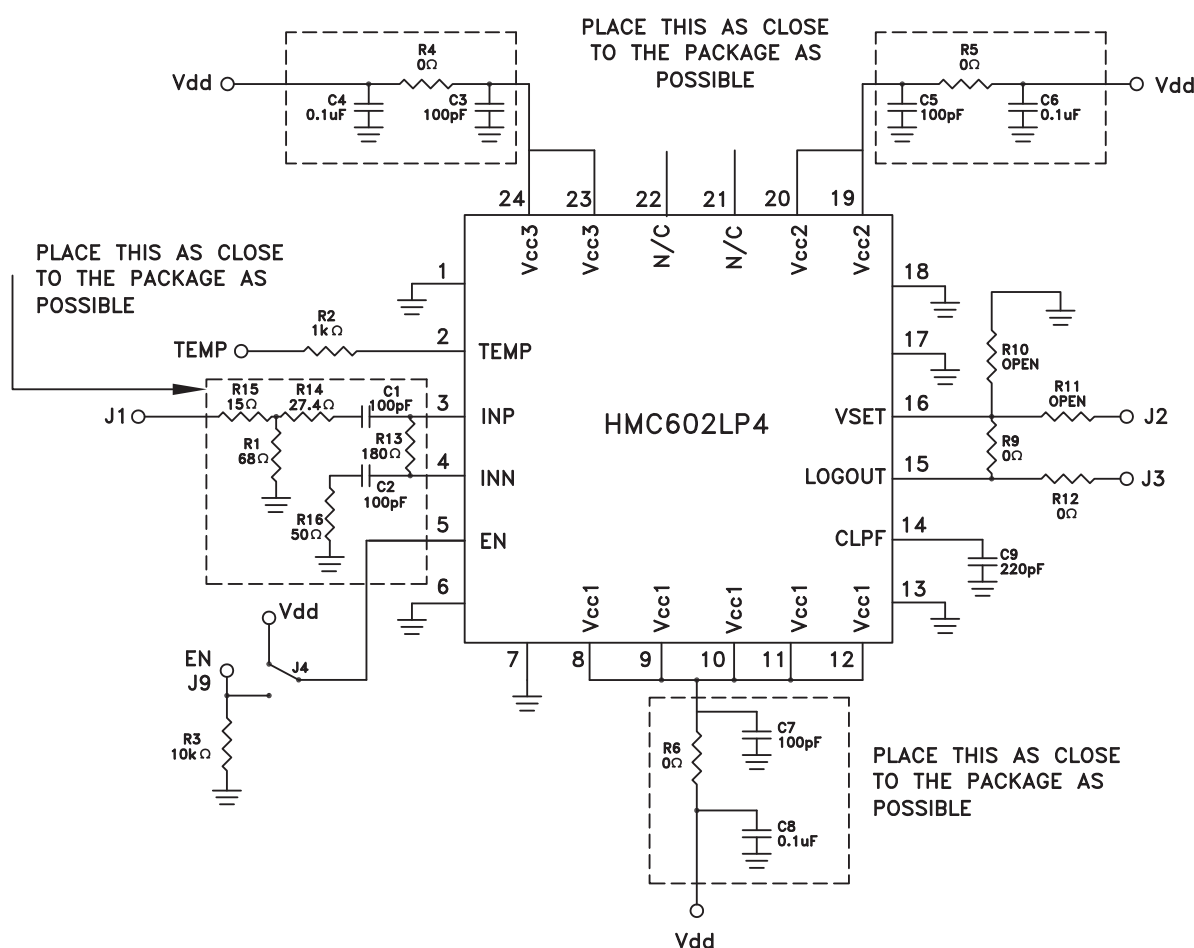 PLACE THIS AS CLOSE
TO THE PACKAGE AS
POSSIBLE
Vdd
R4
0Ω
C4
0.1uF
C3
100pF
R5
0Ω
C5
100pF
C6
0.1uF
Vdd
24
23
22
21
20
19
Vcc3
Vcc3
N/C
N/C
Vcc2
Vcc2
PLACE THIS AS CLOSE
TO THE PACKAGE AS
POSSIBLE
1
R2
1kΩ
TEMP
2
TEMP
R15
15Ω
R14
27.4Ω
C1
100pF
J1
3
INP
R1
68Ω
R13
180Ω
4
INN
C2
100pF
R16
50Ω
5
EN
6
HMC602LP4
18
17
R10
OPEN
R11
OPEN
16
VSET
J2
R9
0Ω
15
LOGOUT
J3
R12
0Ω
14
CLPF
C9
220pF
13
Vcc1
Vcc1
Vcc1
Vcc1
Vcc1
7
8
9
10
11
12
Vdd
EN
J9
J4
R3
10kΩ
C7
100pF
R6
0Ω
C8
0.1uF
PLACE THIS AS CLOSE
TO THE PACKAGE AS
POSSIBLE
Vdd